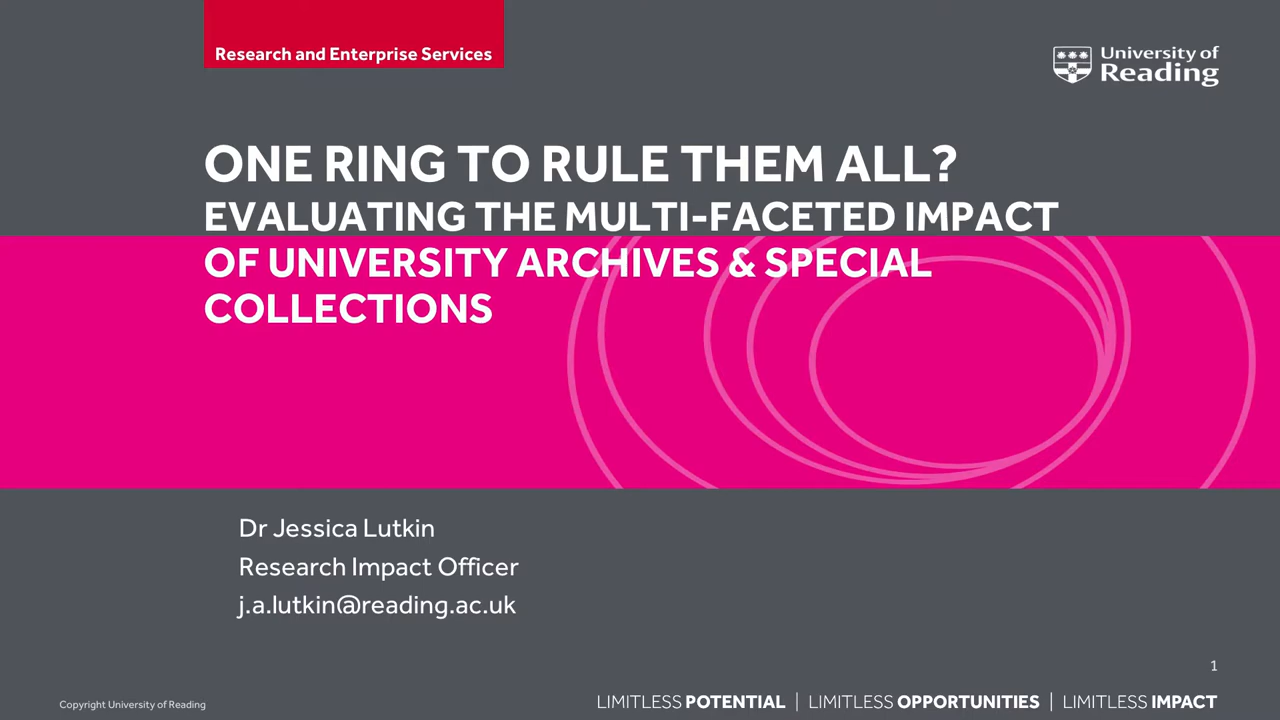 Research and Enterprise Services
University of
Reading
ONE RING TO RULE THEM ALL?
EVALUATING THE MULTI-FACETED IMPACT
OF UNIVERSITY ARCHIVES & SPECIAL
COLLECTIONS
Dr Jessica Lutkin
Research Impact Officer
j.a.lutkin@reading.ac.uk
1
Copyright University of Reading
LIMITLESS POTENTIAL | LIMITLESS OPPORTUNITIES | LIMITLESS IMPACT